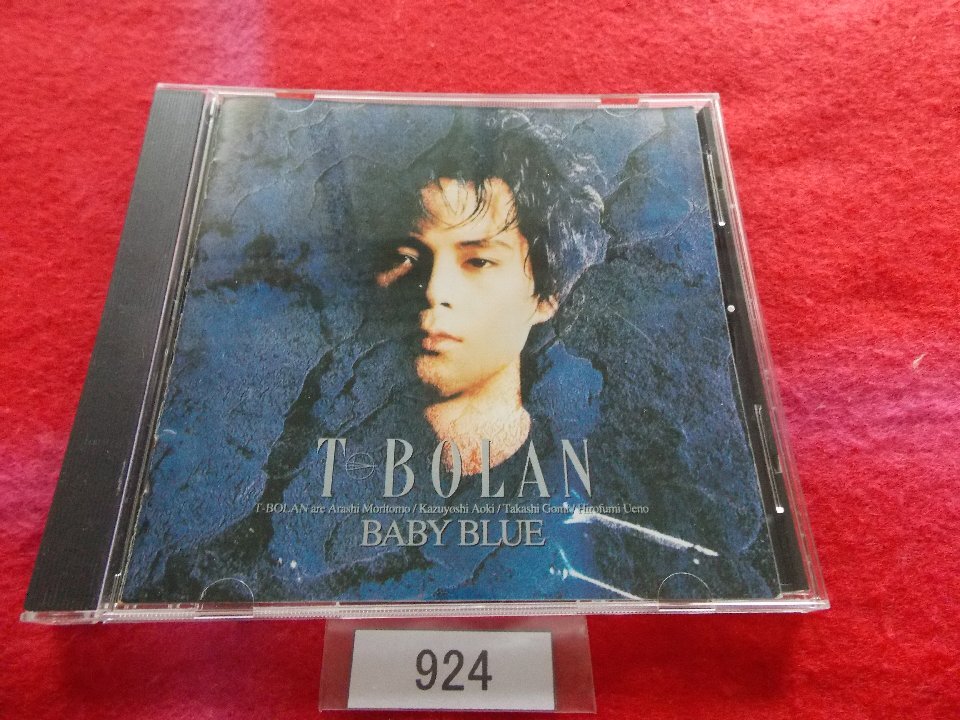 T-BOLAN
T-BOLAN are Arashi Moritomo / Kazuyoshi Aoki / Takashi Gomi / Hirofumi Ueno
BABY BLUE
924